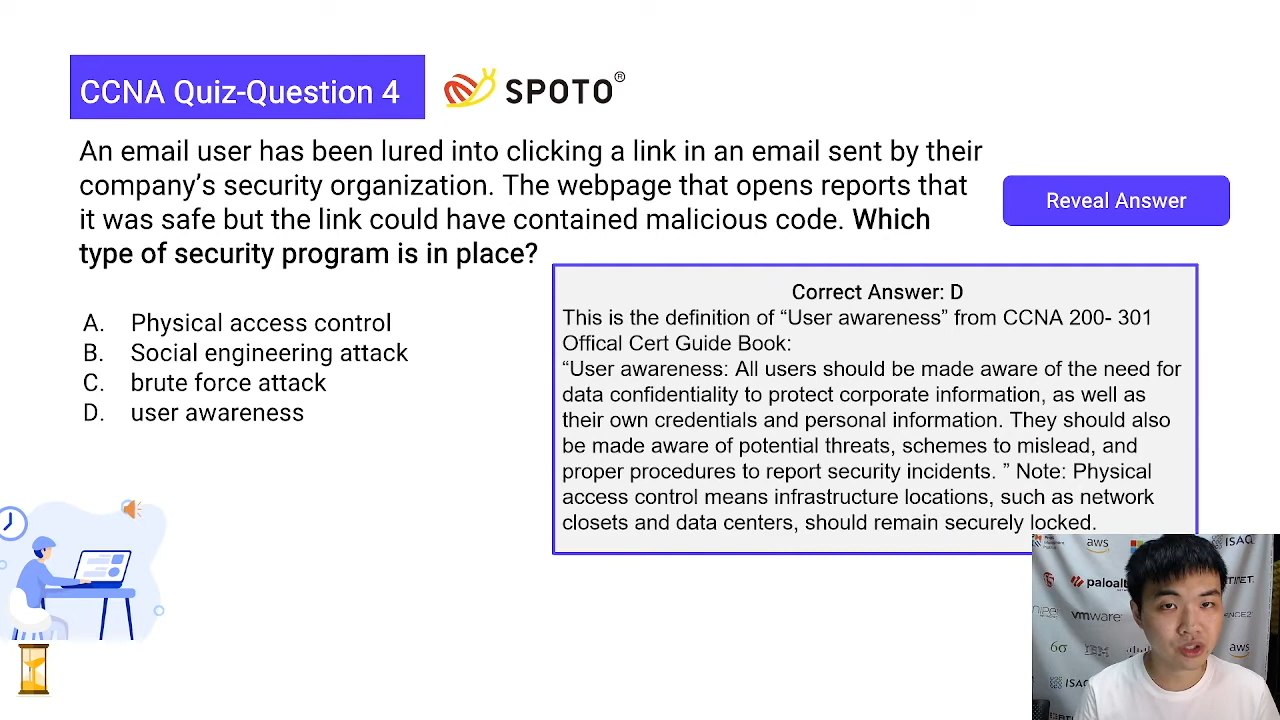 CCNA Quiz-Question 4
SPOTO®
An email user has been lured into clicking a link in an email sent by their
company's security organization. The webpage that opens reports that
it was safe but the link could have contained malicious code. Which
type of security program is in place?
Reveal Answer
A. Physical access control
B. Social engineering attack
C. brute force attack
D. user awareness
Correct Answer: D
This is the definition of “User awareness” from CCNA 200- 301
Offical Cert Guide Book:
“User awareness: All users should be made aware of the need for
data confidentiality to protect corporate information, as well as
their own credentials and personal information. They should also
be made aware of potential threats, schemes to mislead, and
proper procedures to report security incidents. ” Note: Physical
access control means infrastructure locations, such as network
closets and data centers, should remain securely locked.
aws
paloalt
vmware
6σ
IBM
aws